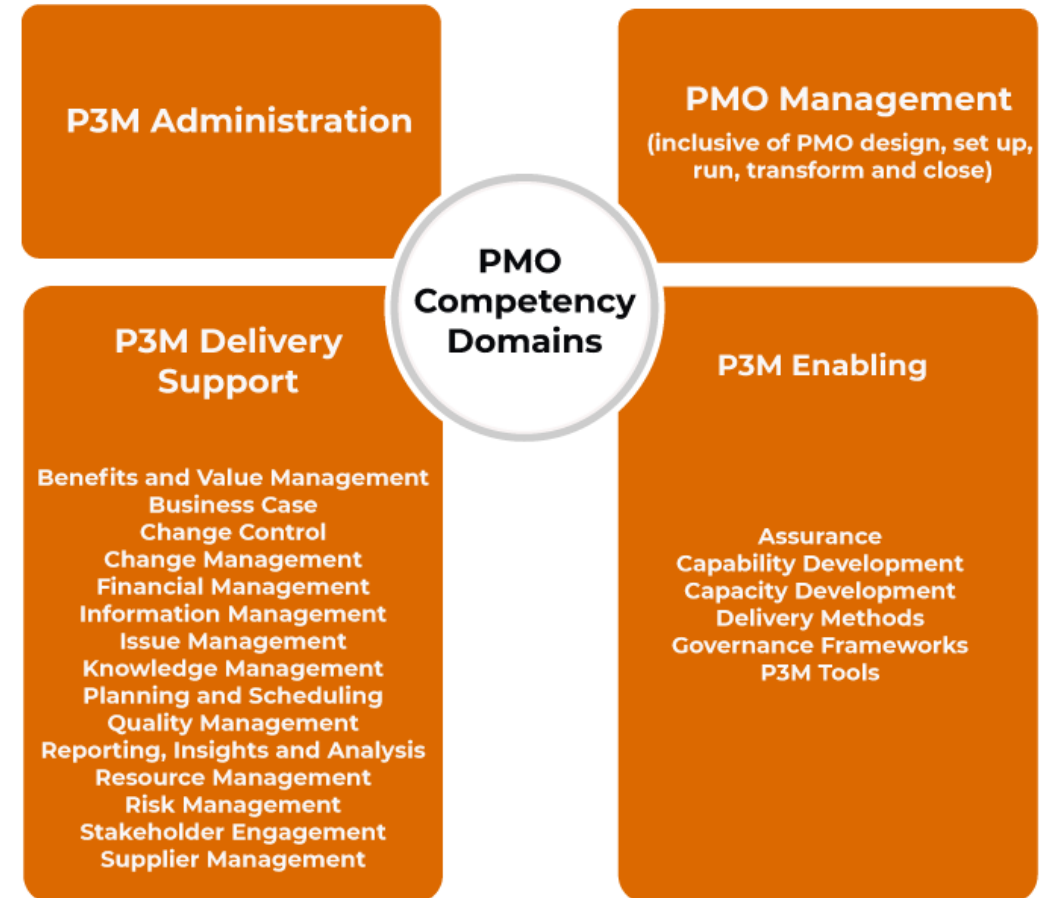 P3M Administration
PMO Management
(inclusive of PMO design, set up,
run, transform and close)
PMO
Competency
Domains
P3M Delivery
Support
Benefits and Value Management
Business Case
Change Control
Change Management
Financial Management
Information Management
Issue Management
Knowledge Management
Planning and Scheduling
Quality Management
Reporting, Insights and Analysis
Resource Management
Risk Management
Stakeholder Engagement
Supplier Management
P3M Enabling
Assurance
Capability Development
Capacity Development
Delivery Methods
Governance Frameworks
P3M Tools